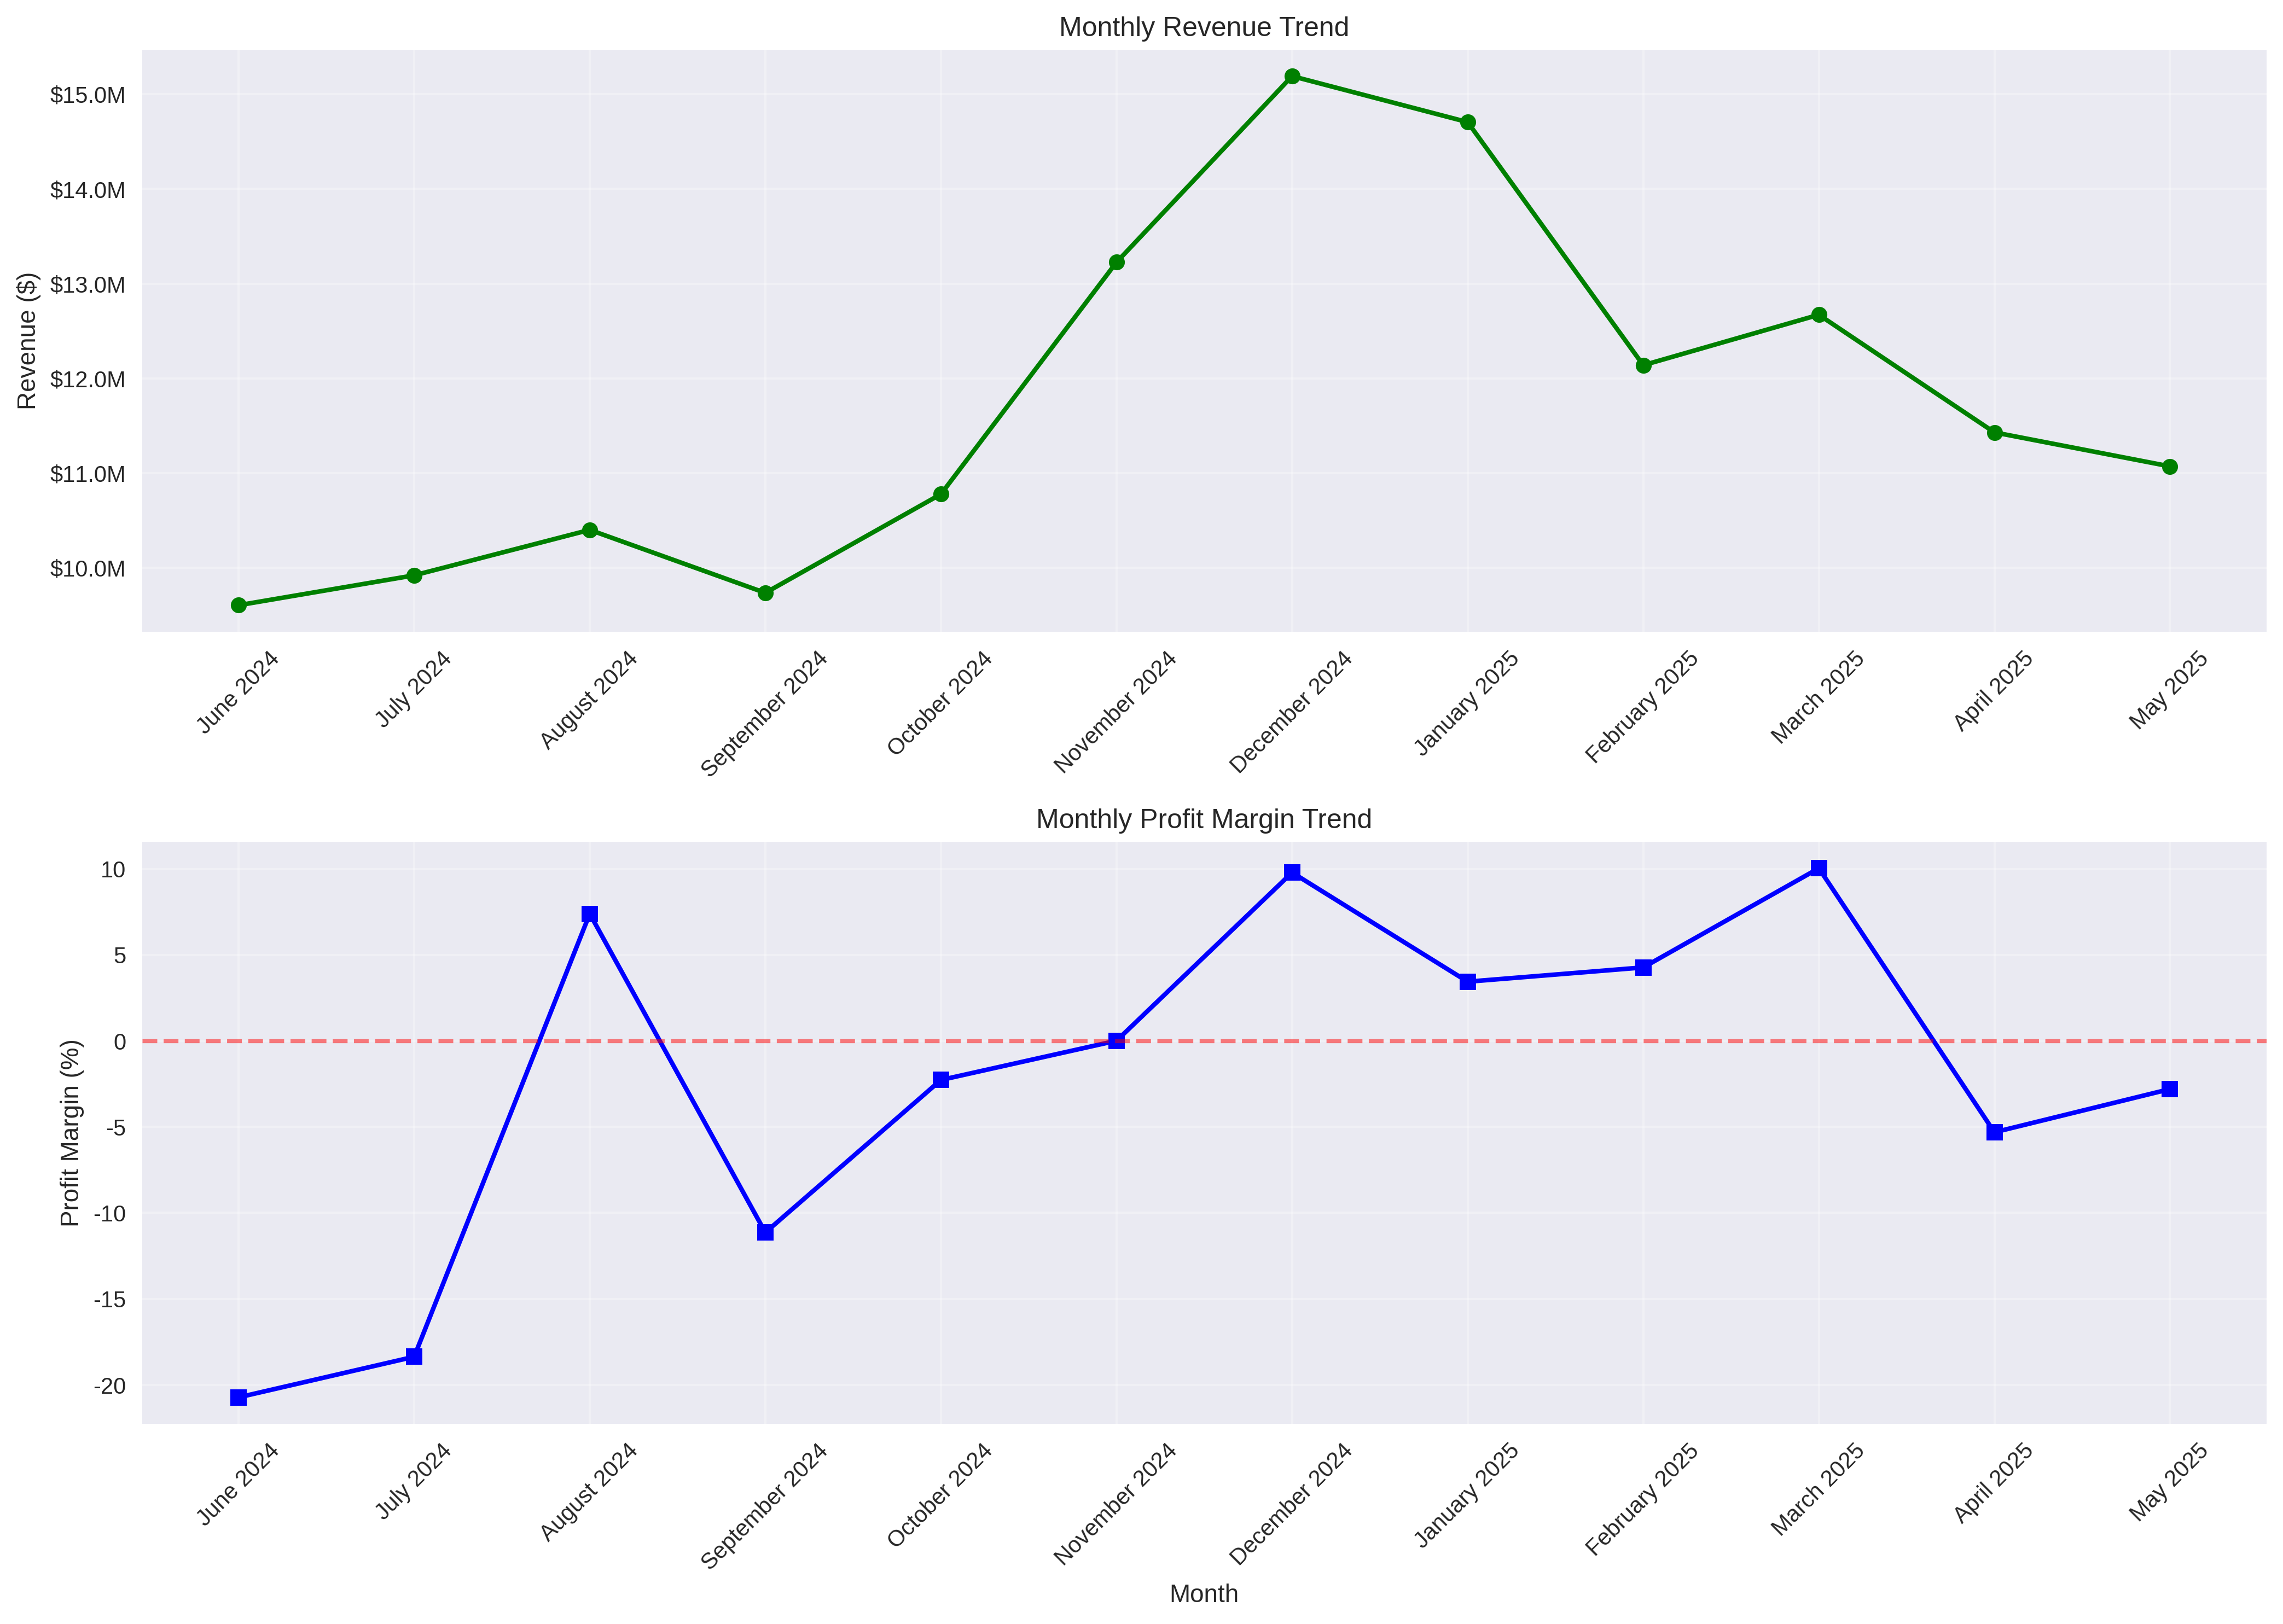 Monthly Revenue Trend
Revenue ($)
$15.0M
$14.0M
$13.0M
$12.0M
$11.0M
$10.0M
June 2024
July 2024
August 2024
September 2024
October 2024
November 2024
December 2024
January 2025
February 2025
March 2025
April 2025
May 2025
Monthly Profit Margin Trend
Profit Margin (%)
10
5
0
-5
-10
-15
-20
June 2024
July 2024
August 2024
September 2024
October 2024
November 2024
December 2024
January 2025
February 2025
March 2025
April 2025
May 2025
Month